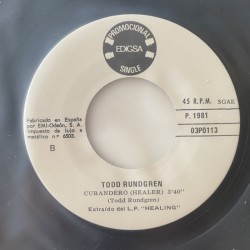 PROMOCIONAL
EDIGSA
SINGLE
Fabricado en España
por EMI-Odeón, S. A.
Impuesto de lujo a
metálico n° 6503.
45 R.P.M. SGAE
P. 1981
03P0113
B
TODD RUNDGREN
CURANDERO (HEALER) 3'40"
(Todd Rundgren)
Extraído del L.P. "HEALING"